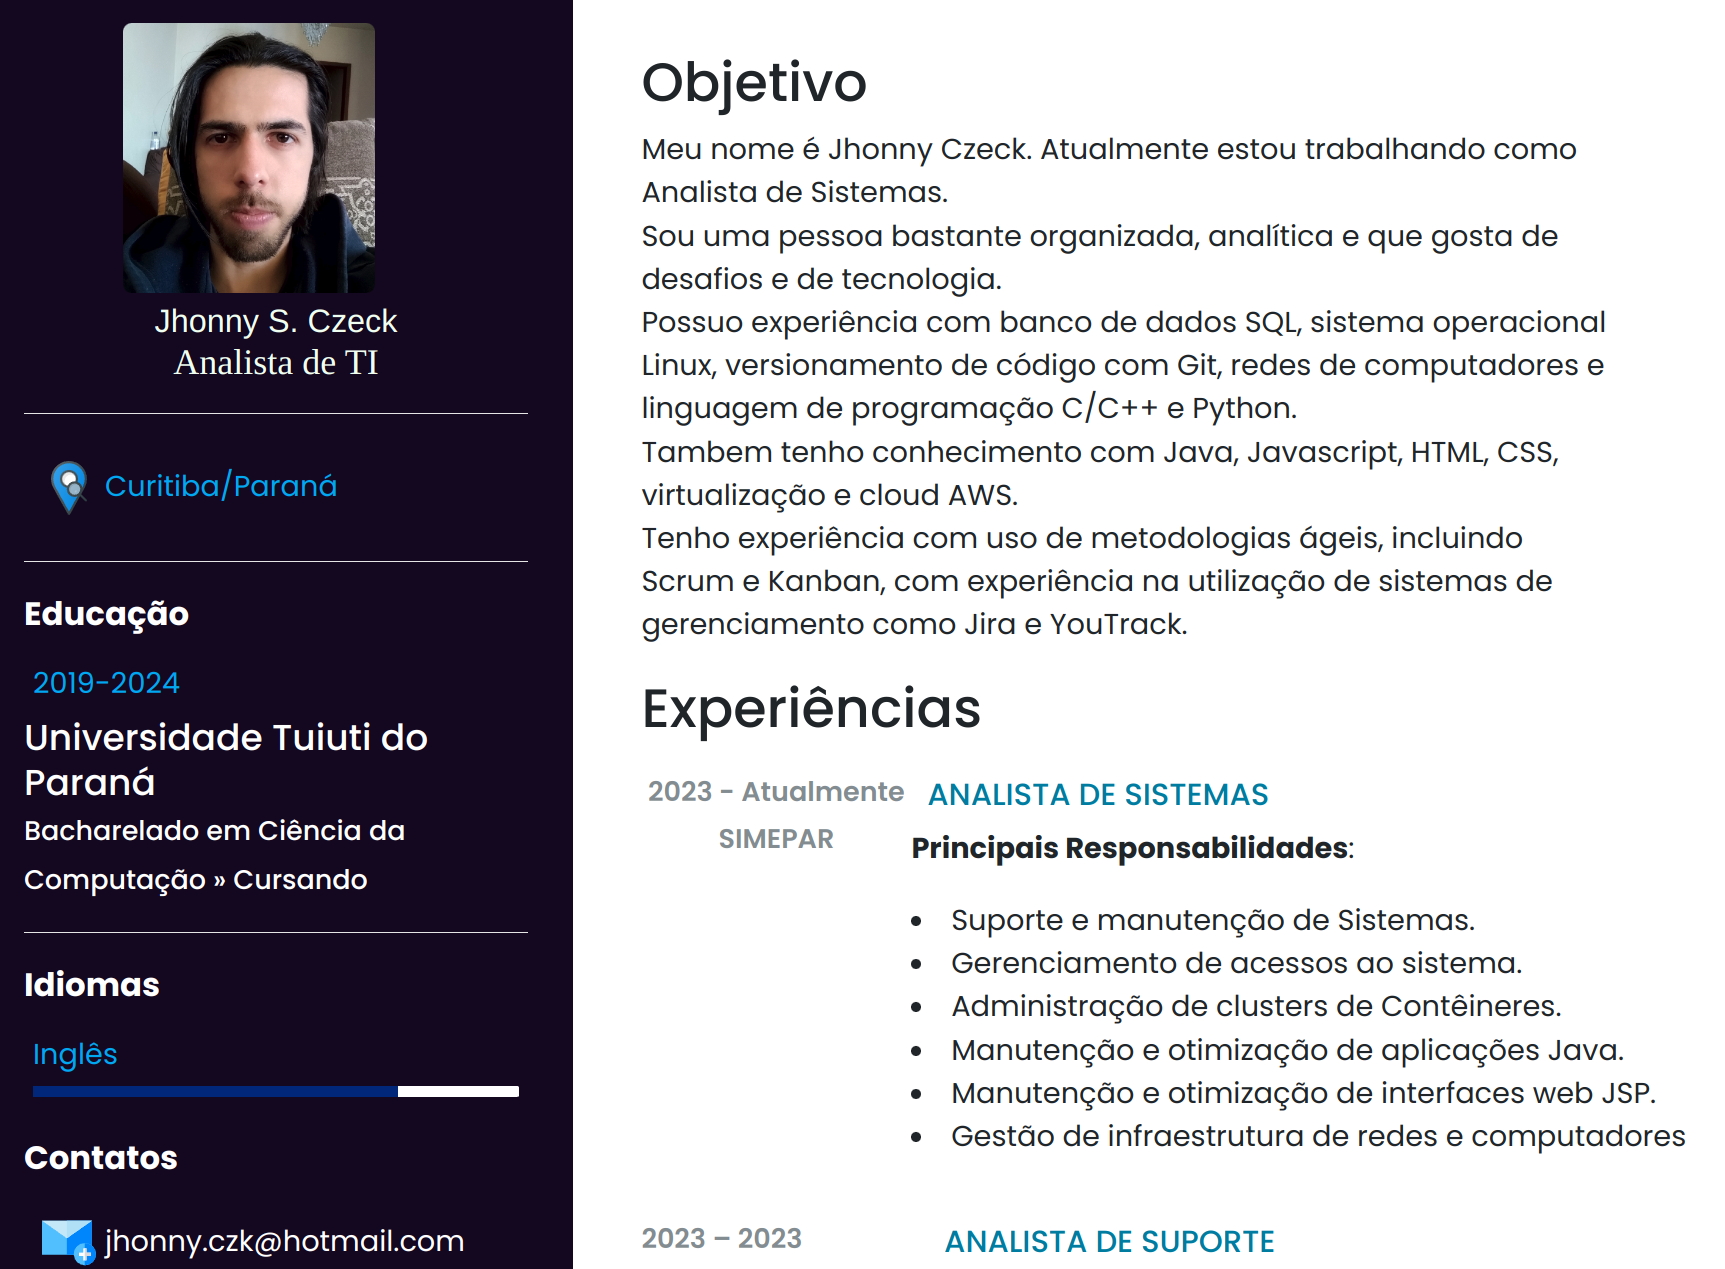 Jhonny S. Czeck
Analista de TI
Curitiba/Paraná
Educação
2019-2024
Universidade Tuiuti do
Paraná
Bacharelado em Ciência da
Computação » Cursando
Idiomas
Inglês
Contatos
jhonny.czk@hotmail.com
Objetivo
Meu nome é Jhonny Czeck. Atualmente estou trabalhando como
Analista de Sistemas.
Sou uma pessoa bastante organizada, analítica e que gosta de
desafios e de tecnologia.
Possuo experiência com banco de dados SQL, sistema operacional
Linux, versionamento de código com Git, redes de computadores e
linguagem de programação C/C++ e Python.
Tambem tenho conhecimento com Java, Javascript, HTML, CSS,
virtualização e cloud AWS.
Tenho experiência com uso de metodologias ágeis, incluindo
Scrum e Kanban, com experiência na utilização de sistemas de
gerenciamento como Jira e YouTrack.
Experiências
2023 - Atualmente
SIMEPAR
ANALISTA DE SISTEMAS
Principais Responsabilidades:
• Suporte e manutenção de Sistemas.
• Gerenciamento de acessos ao sistema.
• Administração de clusters de Contêineres.
• Manutenção e otimização de aplicações Java.
• Manutenção e otimização de interfaces web JSP.
• Gestão de infraestrutura de redes e computadores
2023 – 2023
ANALISTA DE SUPORTE